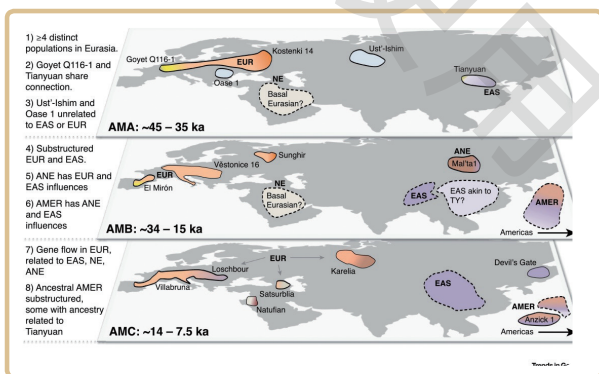 1) ≥4 distinct
populations in Eurasia.
2) Goyet Q116-1 and
Tianyuan share
connection.
3) Ust'-Ishim and
Oase 1 unrelated
to EAS or EUR
Goyet Q116-1
EUR
Kostenki 14
Oase 1
NE
Basal
Eurasian?
Ust'-Ishim
Tianyuan
EAS
AMA: ~45 – 35 ka
4) Substructured
EUR and EAS.
5) ANE has EUR and
EAS influences
6) AMER has ANE
and EAS
influences
EUR
El Mirón
Věstonice 16
Sunghir
NE
Basal
Eurasian?
ANE
Mal'ta1
EAS
EAS akin to
TY?
AMER
Americas
AMB: ~34 – 15 ka
7) Gene flow in EUR,
related to EAS, NE,
ANE
8) Ancestral AMER
substructured,
some with ancestry
related to
Tianyuan
Loschbour
EUR
Karelia
Villabruna
Satsurblia
Natufian
EAS
Devil's Gate
AMER
Anzick 1
Americas
AMC: ~14 – 7.5 ka
Trends in